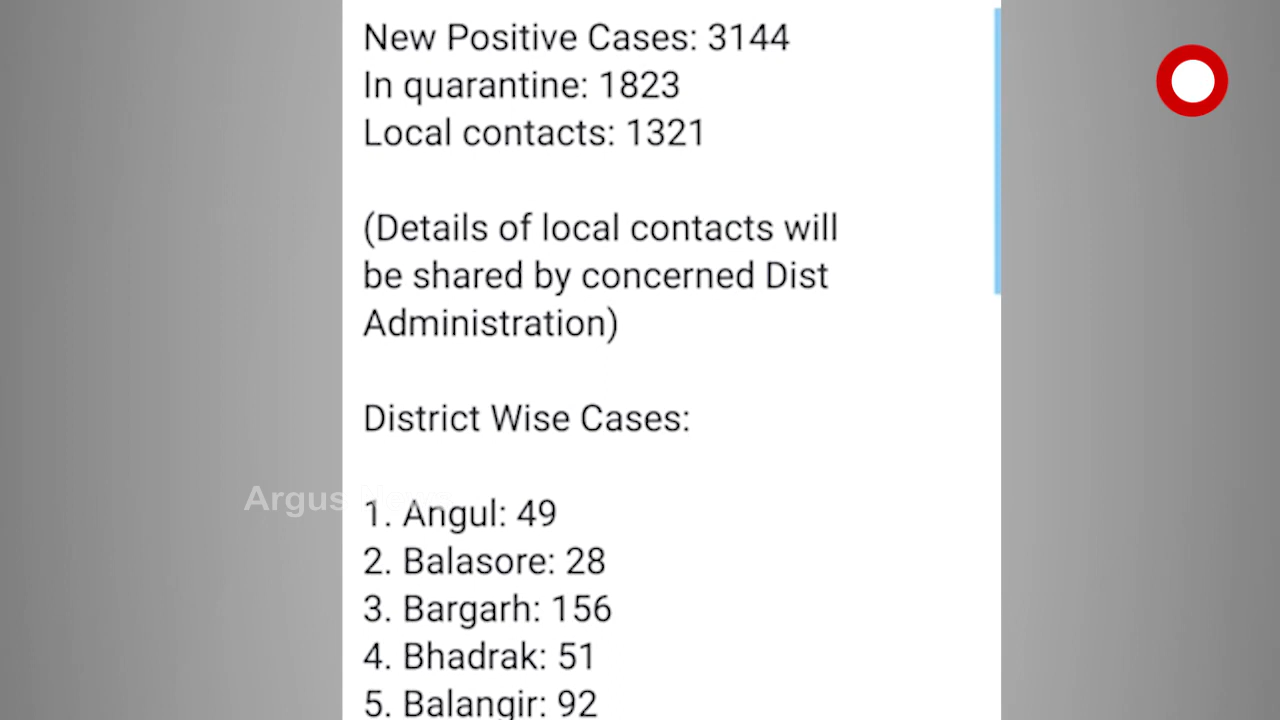 New Positive Cases: 3144
In quarantine: 1823
Local contacts: 1321
(Details of local contacts will
be shared by concerned Dist
Administration)
District Wise Cases:
Argus News
1. Angul: 49
2. Balasore: 28
3. Bargarh: 156
4. Bhadrak: 51
5. Balangir: 92